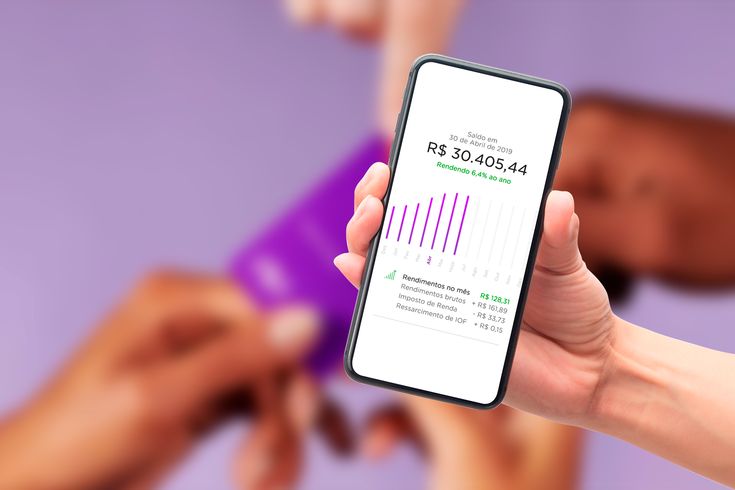 Saldo em
30 de Abril de 2019
R$ 30.405,44
Rendendo 6,4% ao ano
Abr
Rendimentos no mês R$ 128,31
Rendimentos brutos + R$ 161,89
Imposto de Renda - R$ 33,73
Ressarcimento de IOF + R$ 0,15